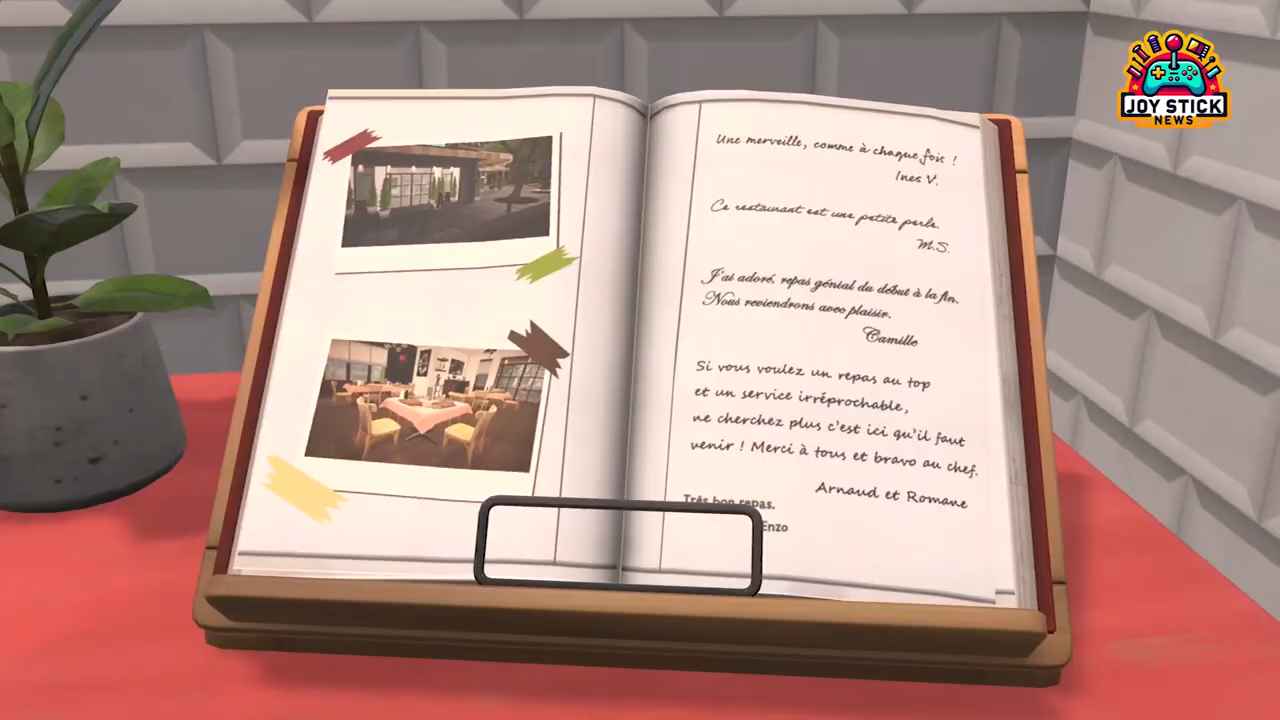 JOY STICK
NEWS
Une merveille, comme à chaque fois !
Ines V.
Ce restaurant est une petite perle.
M.S.
J'ai adoré, repas génial du début à la fin.
Nous reviendrons avec plaisir.
Camille
Si vous voulez un repas au top
et un service irréprochable,
ne cherchez plus c'est ici qu'il faut
venir ! Merci à tous et bravo au chef.
Arnaud et Romane
Très bon repas.
Enzo